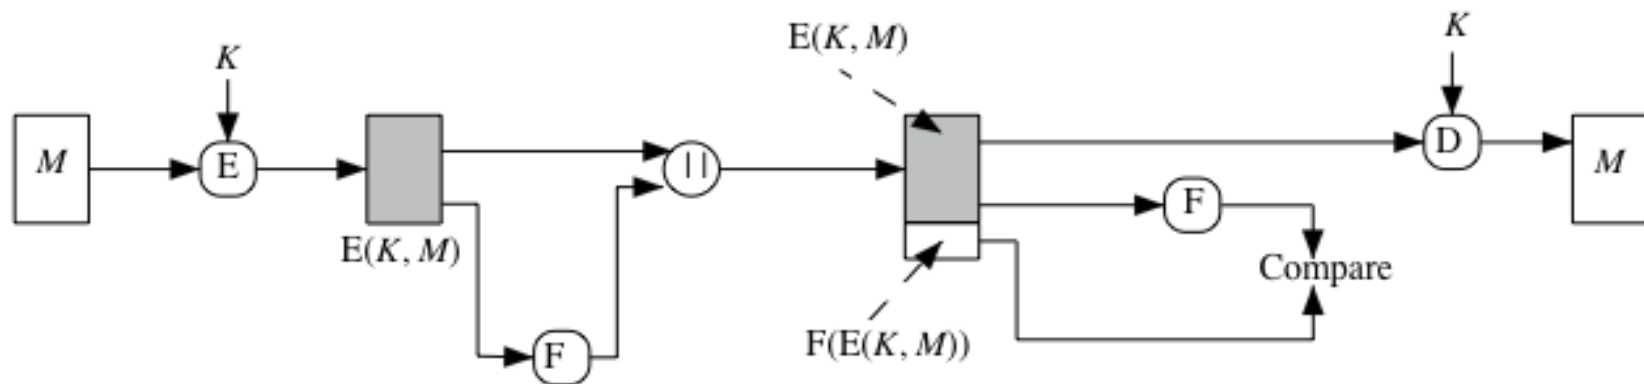 K
M
E
E(K, M)
F
||
E(K, M)
F(E(K, M))
F
Compare
K
D
M